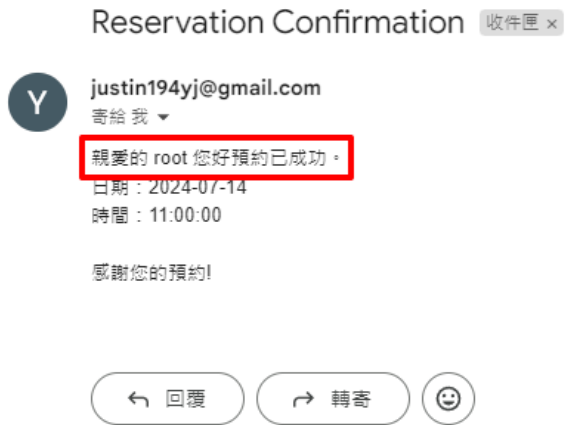 Reservation Confirmation 收件匣 ×
Y
justin194yj@gmail.com
寄給 我
親愛的 root 您好預約已成功。
日期：2024-07-14
時間：11:00:00
感謝您的預約!
回覆 轉寄